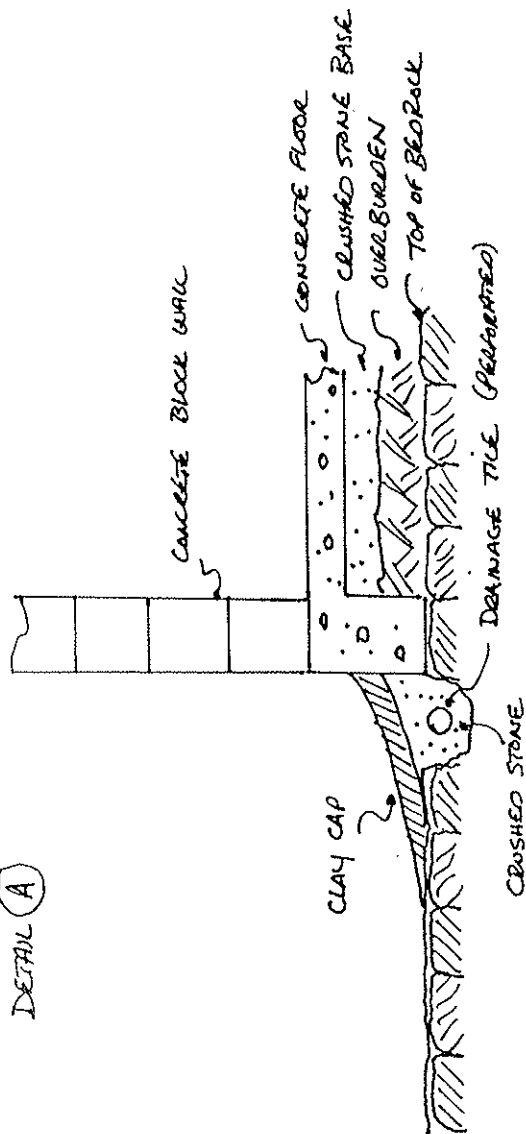 DETAIL A
CONCRETE BLOCK WALL
CONCRETE FLOOR
CRUSHED STONE BASE
OVERBURDEN
TOP OF BEDROCK
CLAY CAP
DRAINAGE TILE (PERFORATED)
CRUSHED STONE